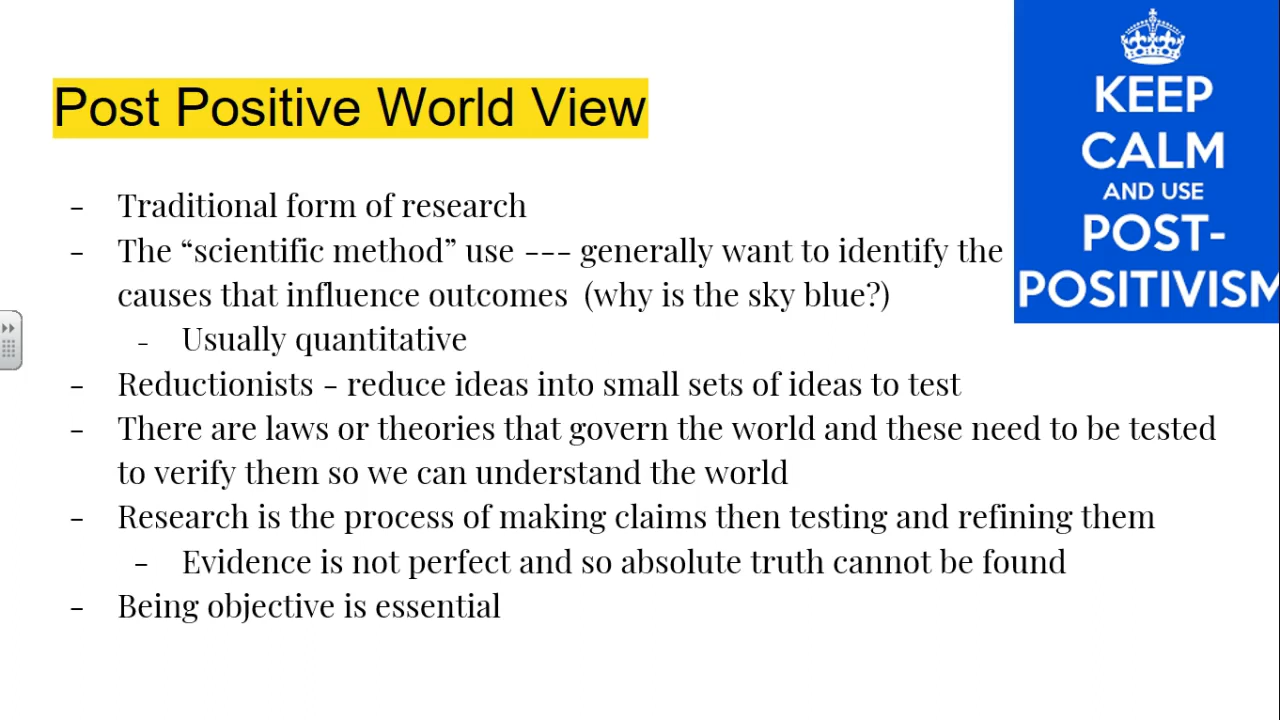 Post Positive World View
- Traditional form of research
- The “scientific method” use --- generally want to identify the
causes that influence outcomes  (why is the sky blue?)
- Usually quantitative
- Reductionists - reduce ideas into small sets of ideas to test
- There are laws or theories that govern the world and these need to be tested
to verify them so we can understand the world
- Research is the process of making claims then testing and refining them
- Evidence is not perfect and so absolute truth cannot be found
- Being objective is essential
KEEP
CALM
AND USE
POST-
POSITIVISM